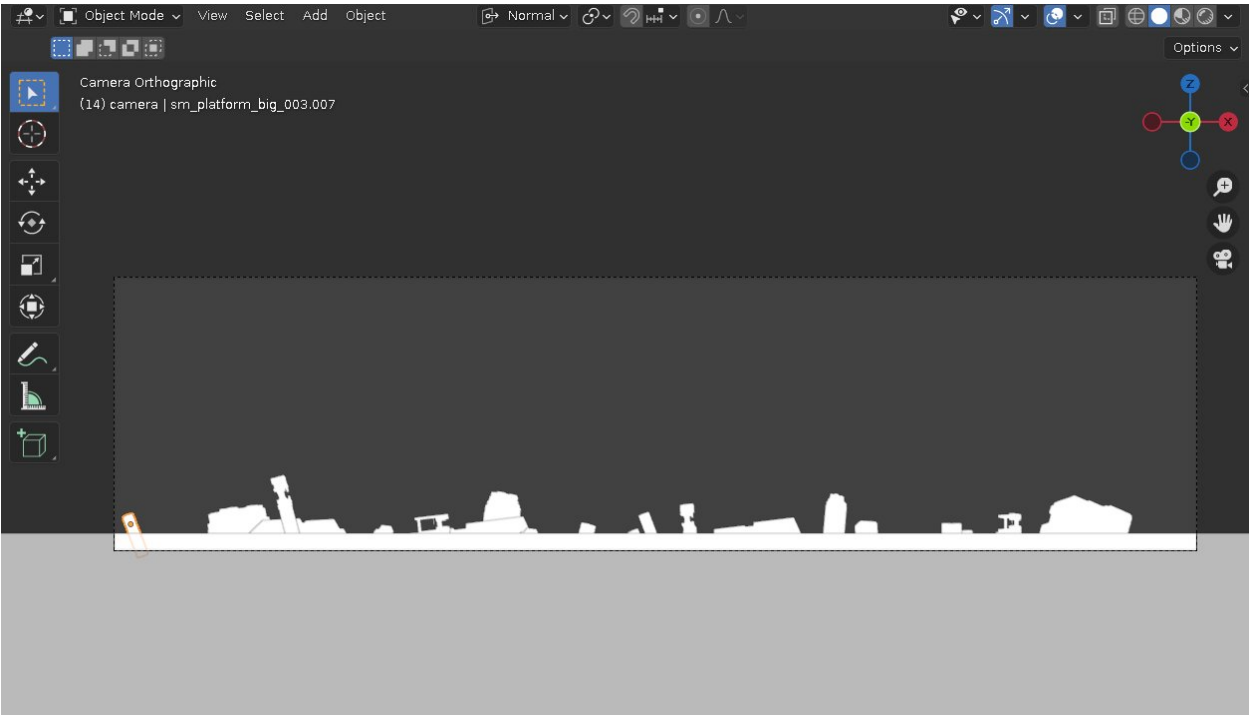 Object Mode View Select Add Object Normal
Options
Camera Orthographic
(14) camera | sm_platform_big_003.007
Z
-Y X